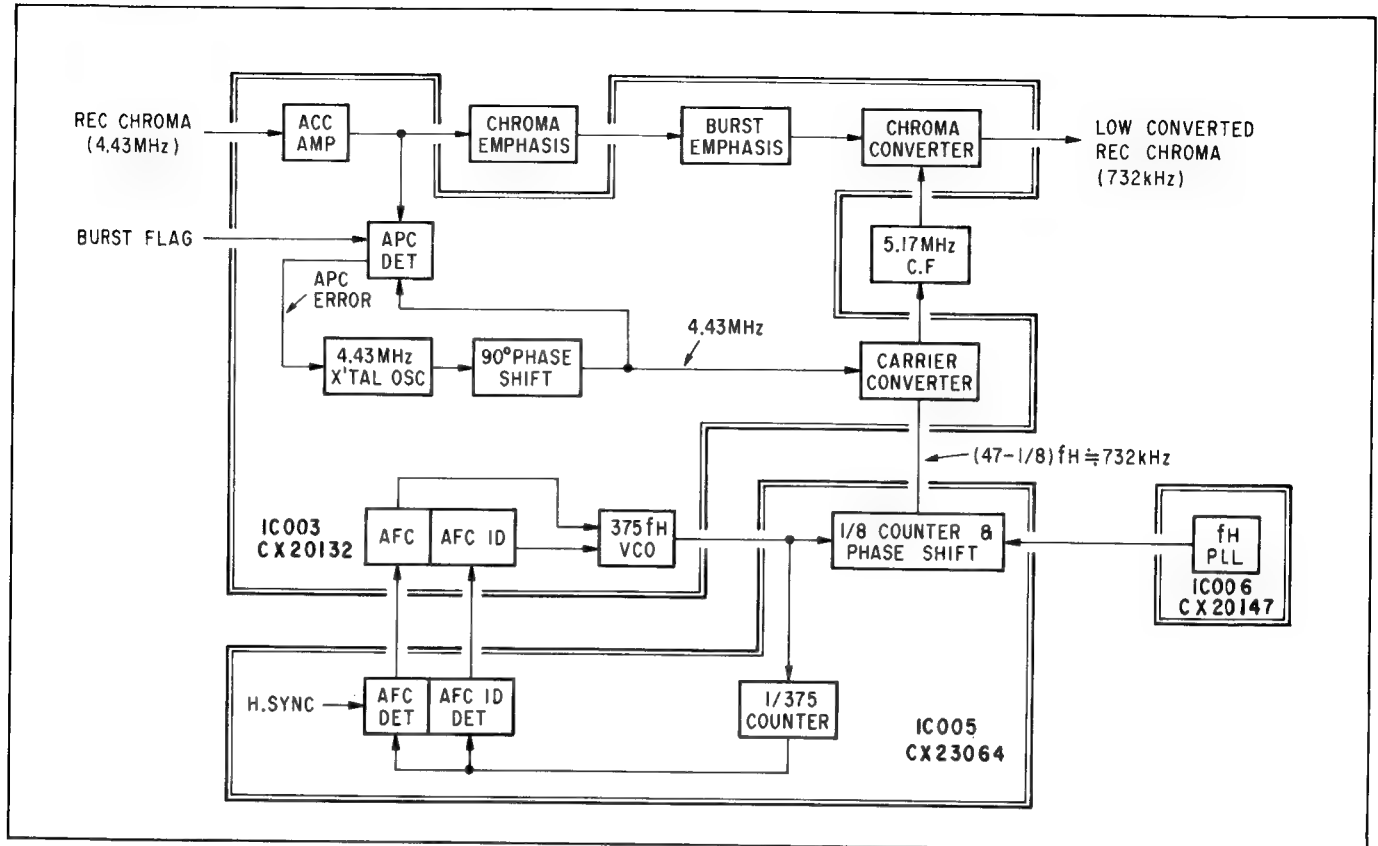 REC CHROMA
(4.43MHz)
ACC
AMP
CHROMA
EMPHASIS
BURST
EMPHASIS
CHROMA
CONVERTER
LOW CONVERTED
REC CHROMA
(732kHz)
BURST FLAG
APC
DET
5.17MHz
C.F
APC
ERROR
4.43MHz
X'TAL OSC
90°PHASE
SHIFT
4.43MHz
CARRIER
CONVERTER
(47-1/8)fH≒732kHz
IC003
CX20132
AFC
AFC ID
375fH
VCO
1/8 COUNTER &
PHASE SHIFT
fH
PLL
IC006
CX20147
H.SYNC
AFC
DET
AFC ID
DET
1/375
COUNTER
IC005
CX23064